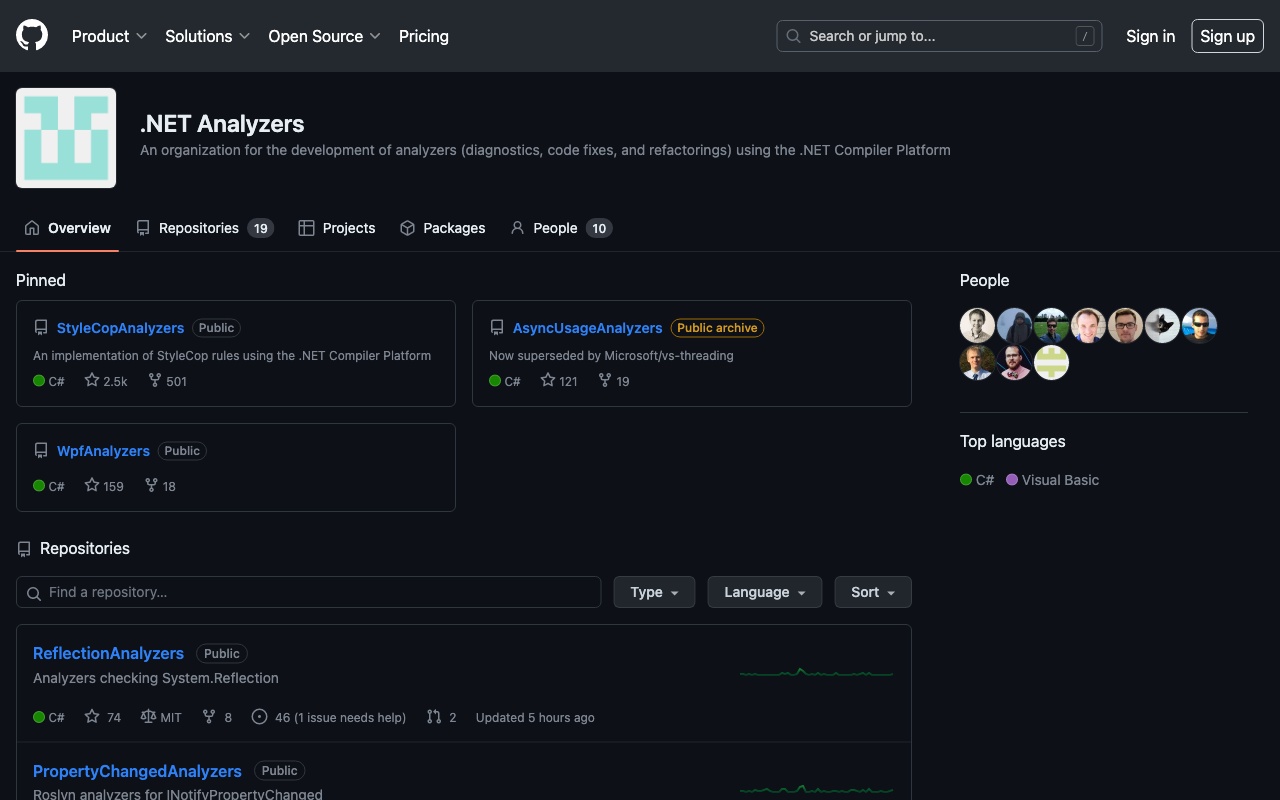 Product Solutions Open Source Pricing Search or jump to... / Sign in Sign up
.NET Analyzers
An organization for the development of analyzers (diagnostics, code fixes, and refactorings) using the .NET Compiler Platform
Overview Repositories 19 Projects Packages People 10
Pinned
StyleCopAnalyzers Public
An implementation of StyleCop rules using the .NET Compiler Platform
C# 2.5k 501
AsyncUsageAnalyzers Public archive
Now superseded by Microsoft/vs-threading
C# 121 19
WpfAnalyzers Public
C# 159 18
People
Top languages
C# Visual Basic
Repositories
Find a repository... Type Language Sort
ReflectionAnalyzers Public
Analyzers checking System.Reflection
C# 74 MIT 8 46 (1 issue needs help) 2 Updated 5 hours ago
PropertyChangedAnalyzers Public
Roslyn analyzers for INotifyPropertyChanged